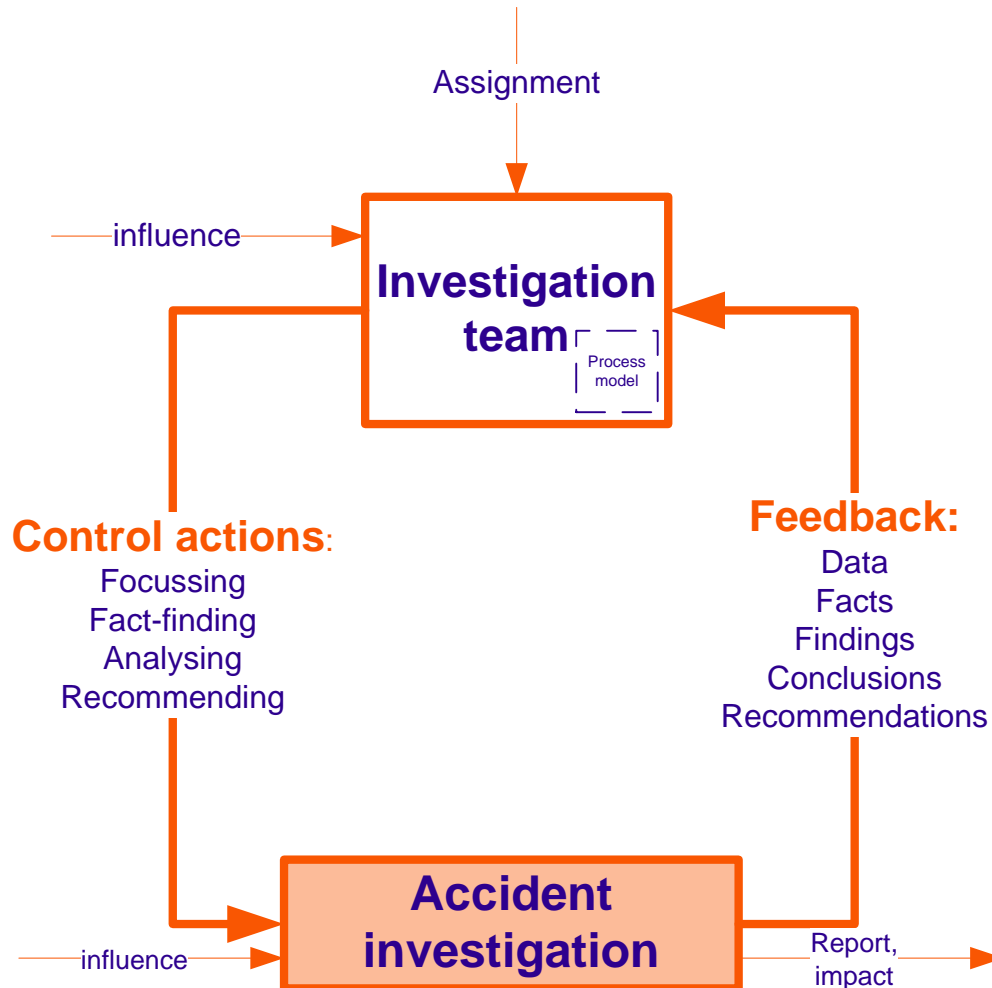 Assignment
influence
Investigation
team
Process
model
Control actions:
Focussing
Fact-finding
Analysing
Recommending
Feedback:
Data
Facts
Findings
Conclusions
Recommendations
Accident
investigation
influence
Report,
impact